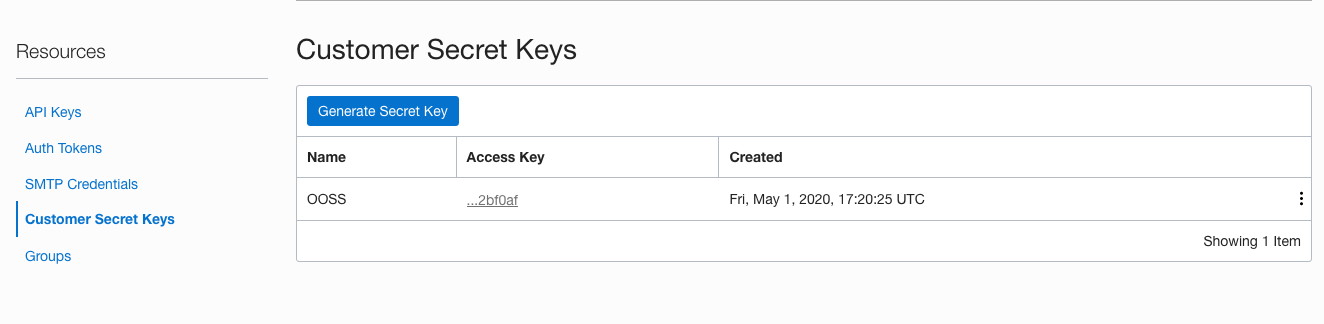 Resources
API Keys
Auth Tokens
SMTP Credentials
Customer Secret Keys
Groups
Customer Secret Keys
Generate Secret Key
Name Access Key Created
OOSS ...2bf0af Fri, May 1, 2020, 17:20:25 UTC
Showing 1 Item